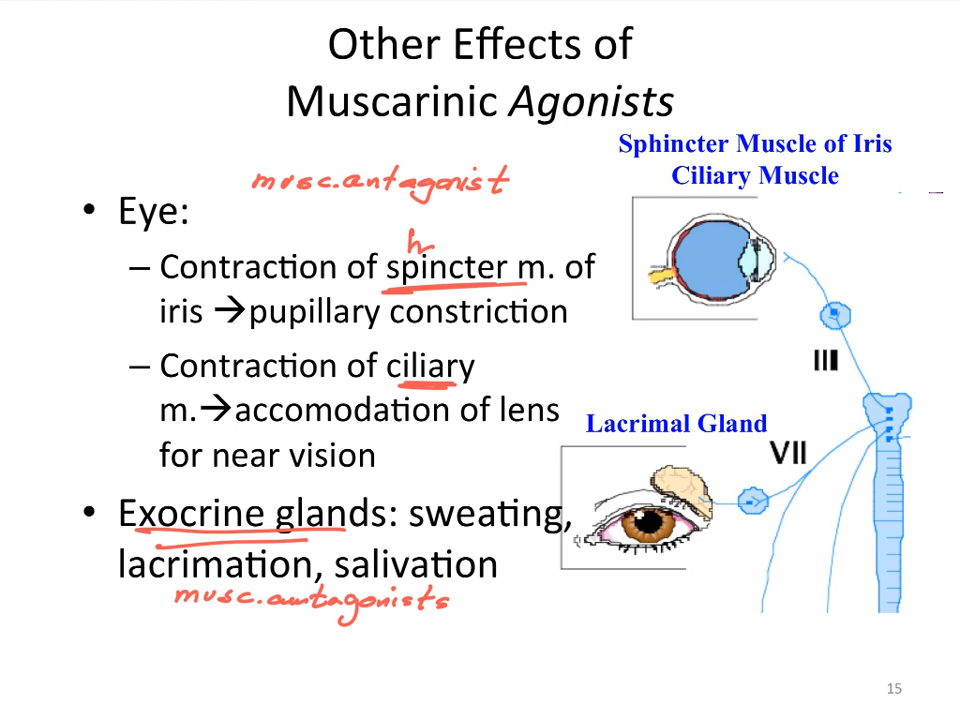 Other Effects of
Muscarinic Agonists
Sphincter Muscle of Iris
Ciliary Muscle
musc.antagonist
• Eye:
h
– Contraction of spincter m. of
iris →pupillary constriction
– Contraction of ciliary
m.→accomodation of lens
for near vision
III
Lacrimal Gland
VII
• Exocrine glands: sweating,
lacrimation, salivation
musc.antagonists
15